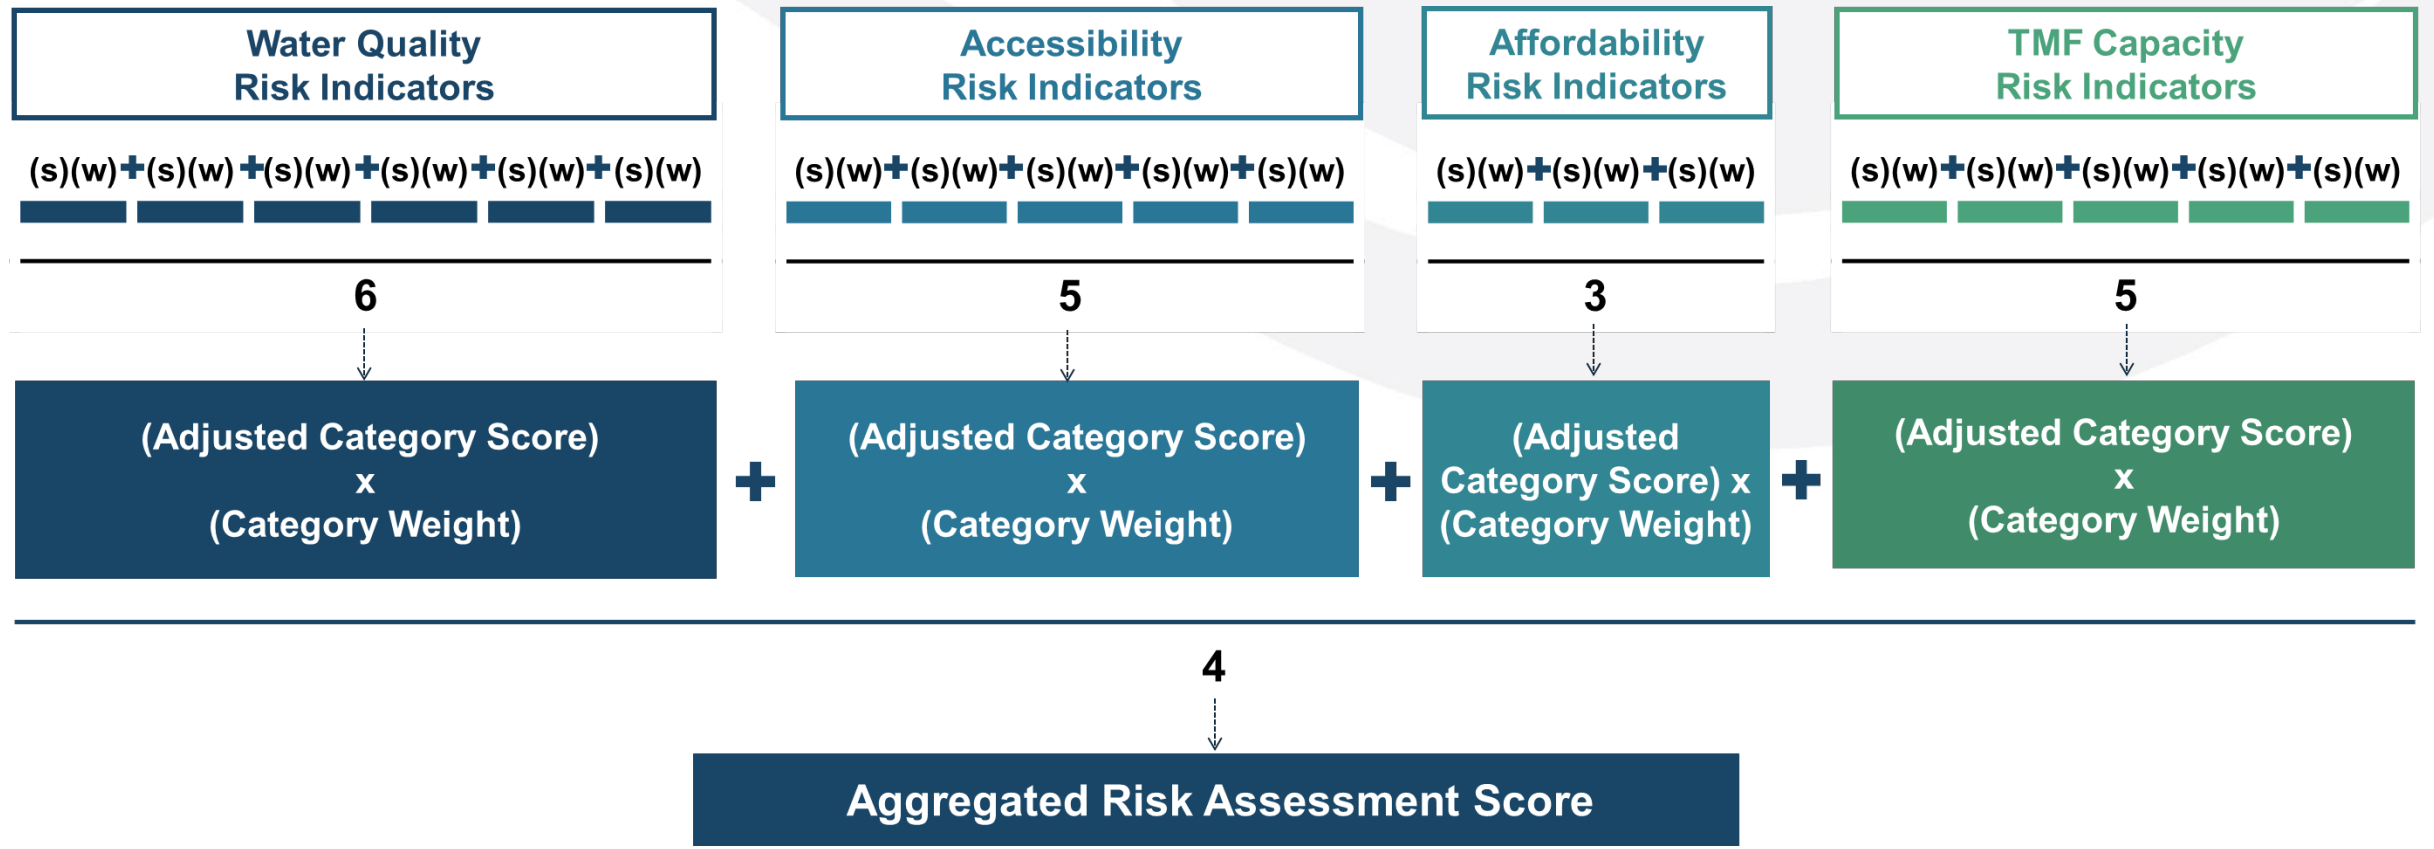 Water Quality
Risk Indicators
Accessibility
Risk Indicators
Affordability
Risk Indicators
TMF Capacity
Risk Indicators
(s)(w)+(s)(w)+(s)(w)+(s)(w)+(s)(w)+(s)(w)
6
(s)(w)+(s)(w)+(s)(w)+(s)(w)+(s)(w)
5
(s)(w)+(s)(w)+(s)(w)
3
(s)(w)+(s)(w)+(s)(w)+(s)(w)+(s)(w)
5
(Adjusted Category Score)
x
(Category Weight)
+
(Adjusted Category Score)
x
(Category Weight)
+
(Adjusted
Category Score) x
(Category Weight)
+
(Adjusted Category Score)
x
(Category Weight)
4
Aggregated Risk Assessment Score